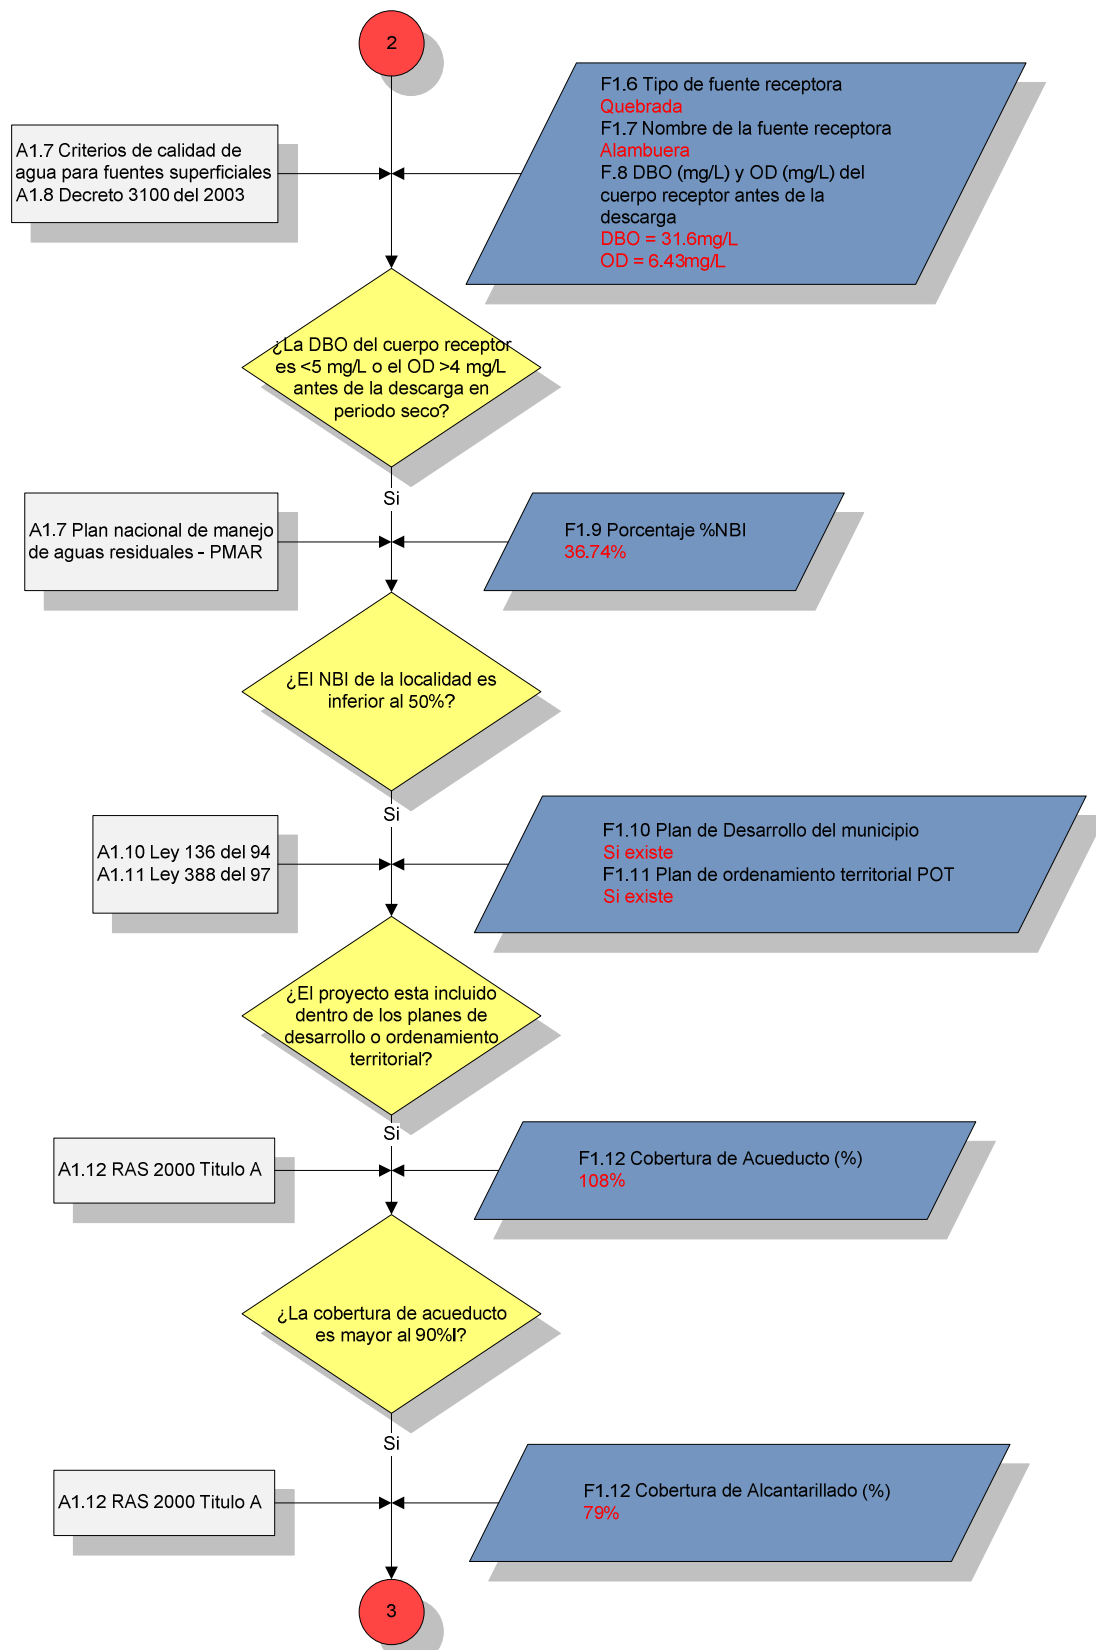 2
F1.6 Tipo de fuente receptora
Quebrada
F1.7 Nombre de la fuente receptora
Alambuera
F.8 DBO (mg/L) y OD (mg/L) del
cuerpo receptor antes de la
descarga
DBO = 31.6mg/L
OD = 6.43mg/L
A1.7 Criterios de calidad de
agua para fuentes superficiales
A1.8 Decreto 3100 del 2003
¿La DBO del cuerpo receptor
es <5 mg/L o el OD >4 mg/L
antes de la descarga en
periodo seco?
Si
A1.7 Plan nacional de manejo
de aguas residuales - PMAR
F1.9 Porcentaje %NBI
36.74%
¿El NBI de la localidad es
inferior al 50%?
Si
A1.10 Ley 136 del 94
A1.11 Ley 388 del 97
F1.10 Plan de Desarrollo del municipio
Si existe
F1.11 Plan de ordenamiento territorial POT
Si existe
¿El proyecto esta incluido
dentro de los planes de
desarrollo o ordenamiento
territorial?
Si
A1.12 RAS 2000 Titulo A
F1.12 Cobertura de Acueducto (%)
108%
¿La cobertura de acueducto
es mayor al 90%l?
Si
A1.12 RAS 2000 Titulo A
F1.12 Cobertura de Alcantarillado (%)
79%
3